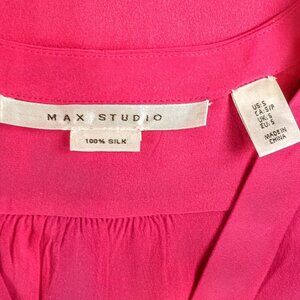 MAX STUDIO
100% SILK
US: S
CA: S/P
UK: S
EU: S
MADE IN
CHINA